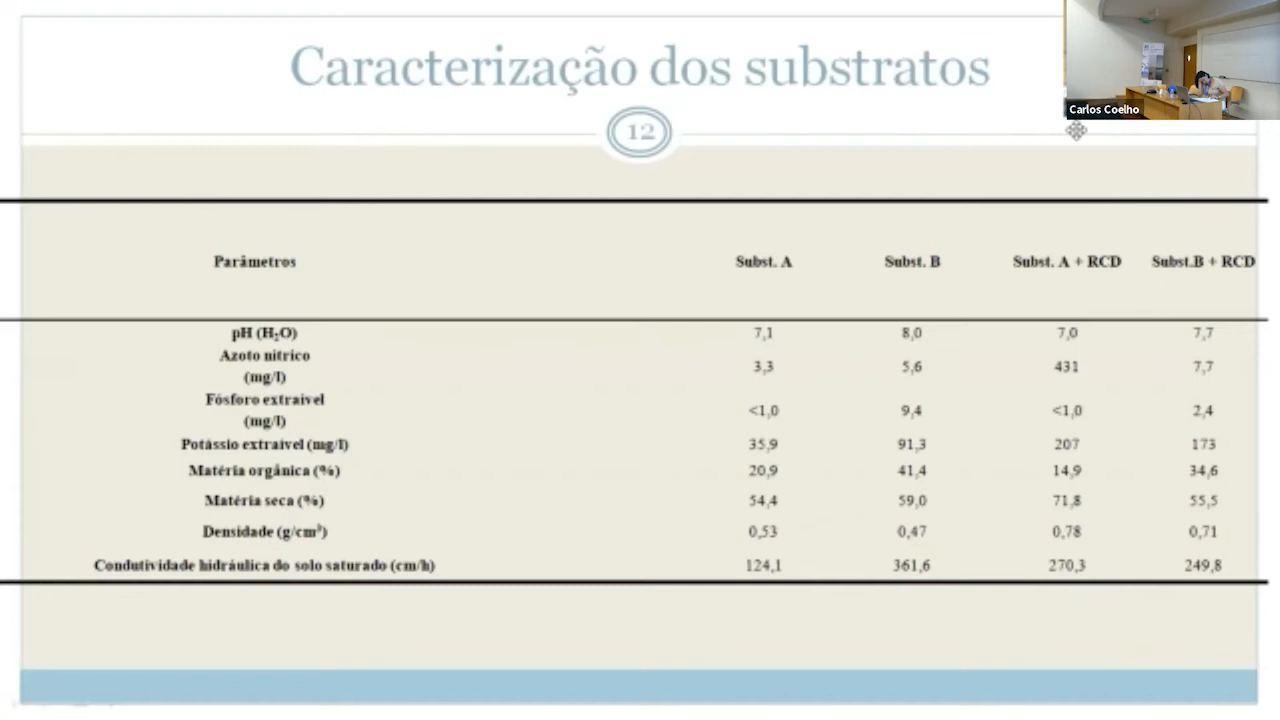 Caracterização dos substratos
Carlos Coelho
12
Parâmetros Subst. A Subst. B Subst. A + RCD Subst.B + RCD
pH (H₂O) 7,1 8,0 7,0 7,7
Azoto nítrico
(mg/l) 3,3 5,6 431 7,7
Fósforo extraível
(mg/l) <1,0 9,4 <1,0 2,4
Potássio extraível (mg/l) 35,9 91,3 207 173
Matéria orgânica (%) 20,9 41,4 14,9 34,6
Matéria seca (%) 54,4 59,0 71,8 55,5
Densidade (g/cm³) 0,53 0,47 0,78 0,71
Condutividade hidráulica do solo saturado (cm/h) 124,1 361,6 270,3 249,8